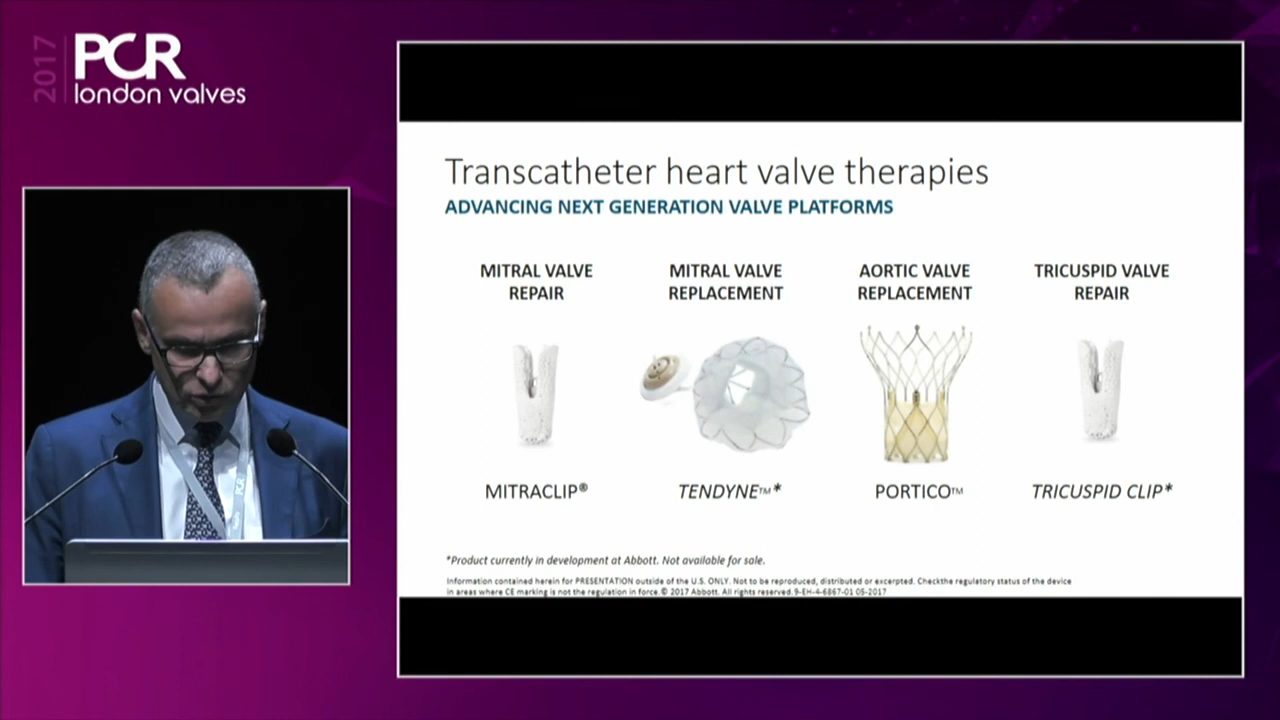 2017
PCR
london valves
Transcatheter heart valve therapies
ADVANCING NEXT GENERATION VALVE PLATFORMS
MITRAL VALVE
REPAIR
MITRAL VALVE
REPLACEMENT
AORTIC VALVE
REPLACEMENT
TRICUSPID VALVE
REPAIR
MITRACLIP®
TENDYNE™*
PORTICO™
TRICUSPID CLIP*
*Product currently in development at Abbott. Not available for sale.
Information contained herein for PRESENTATION outside of the U.S. ONLY. Not to be reproduced, distributed or excerpted. Checkthe regulatory status of the device
in areas where CE marking is not the regulation in force.© 2017 Abbott. All rights reserved.9-EH-4-6867-01 05-2017
PCR